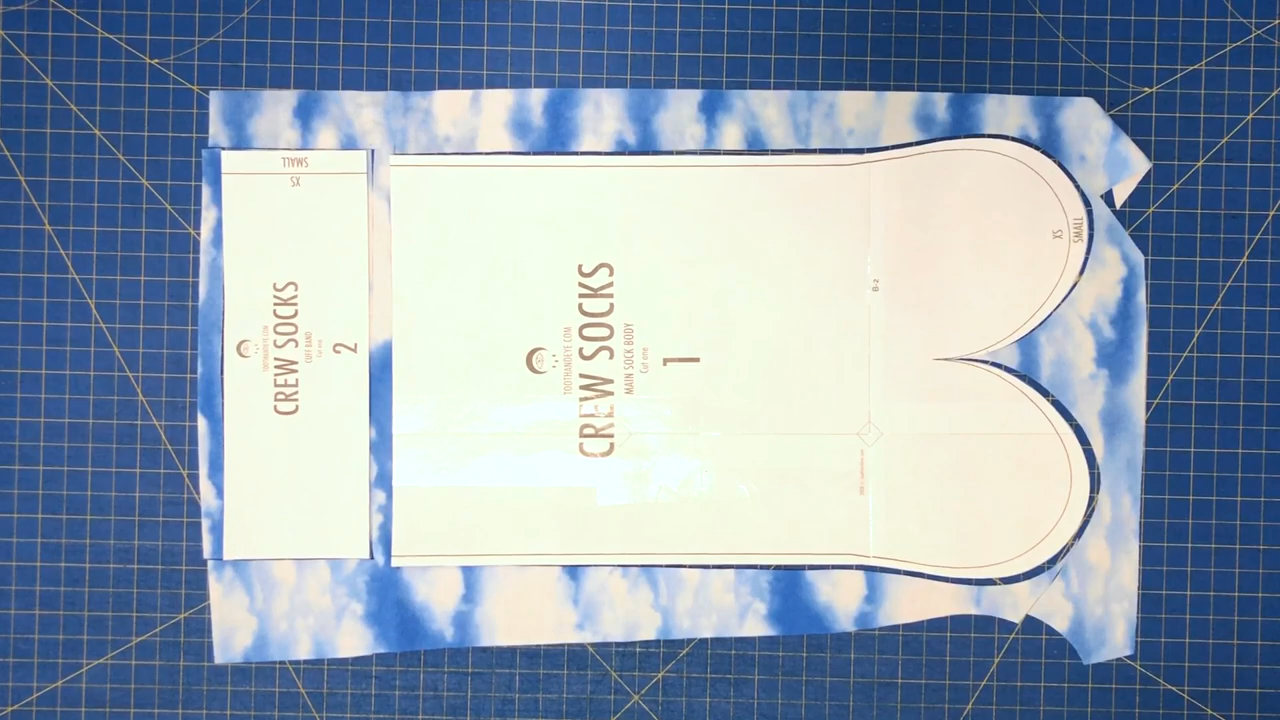 SMALL
XS
TOOTHANDEYE.COM
CREW SOCKS
CUFF BAND
Cut one
2
TOOTHANDEYE.COM
CREW SOCKS
MAIN SOCK BODY
Cut one
1
B-2
XS
SMALL